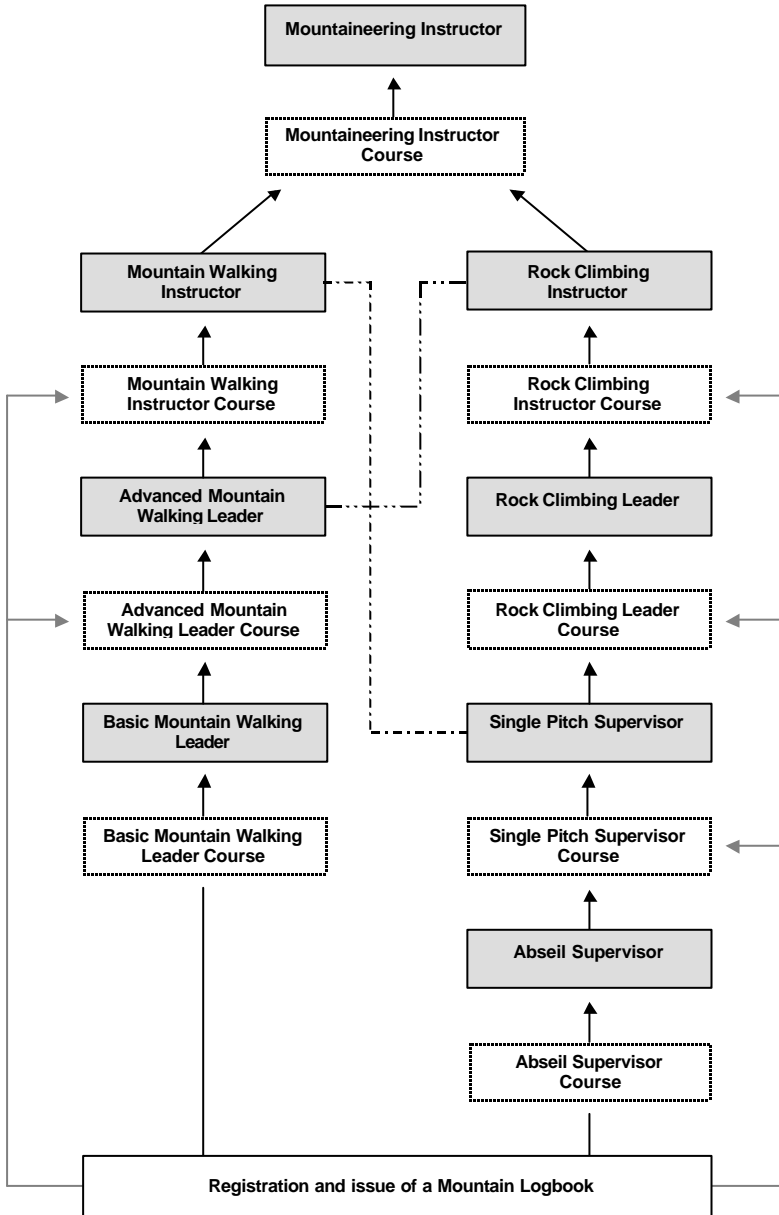 Mountaineering Instructor
Mountaineering Instructor
Course
Mountain Walking
Instructor
Rock Climbing
Instructor
Mountain Walking
Instructor Course
Rock Climbing
Instructor Course
Advanced Mountain
Walking Leader
Rock Climbing Leader
Advanced Mountain
Walking Leader Course
Rock Climbing Leader
Course
Basic Mountain Walking
Leader
Single Pitch Supervisor
Basic Mountain Walking
Leader Course
Single Pitch Supervisor
Course
Abseil Supervisor
Abseil Supervisor
Course
Registration and issue of a Mountain Logbook